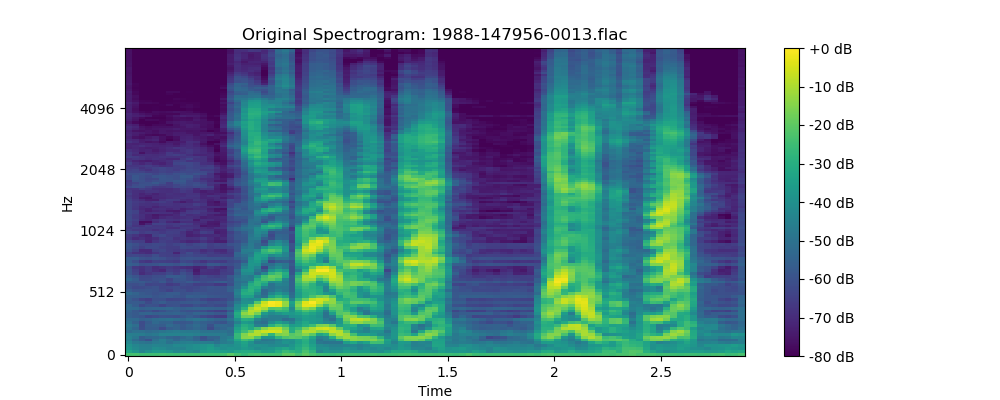 Original Spectrogram: 1988-147956-0013.flac
Hz
4096
2048
1024
512
0
0
0.5
1
1.5
2
2.5
Time
+0 dB
-10 dB
-20 dB
-30 dB
-40 dB
-50 dB
-60 dB
-70 dB
-80 dB